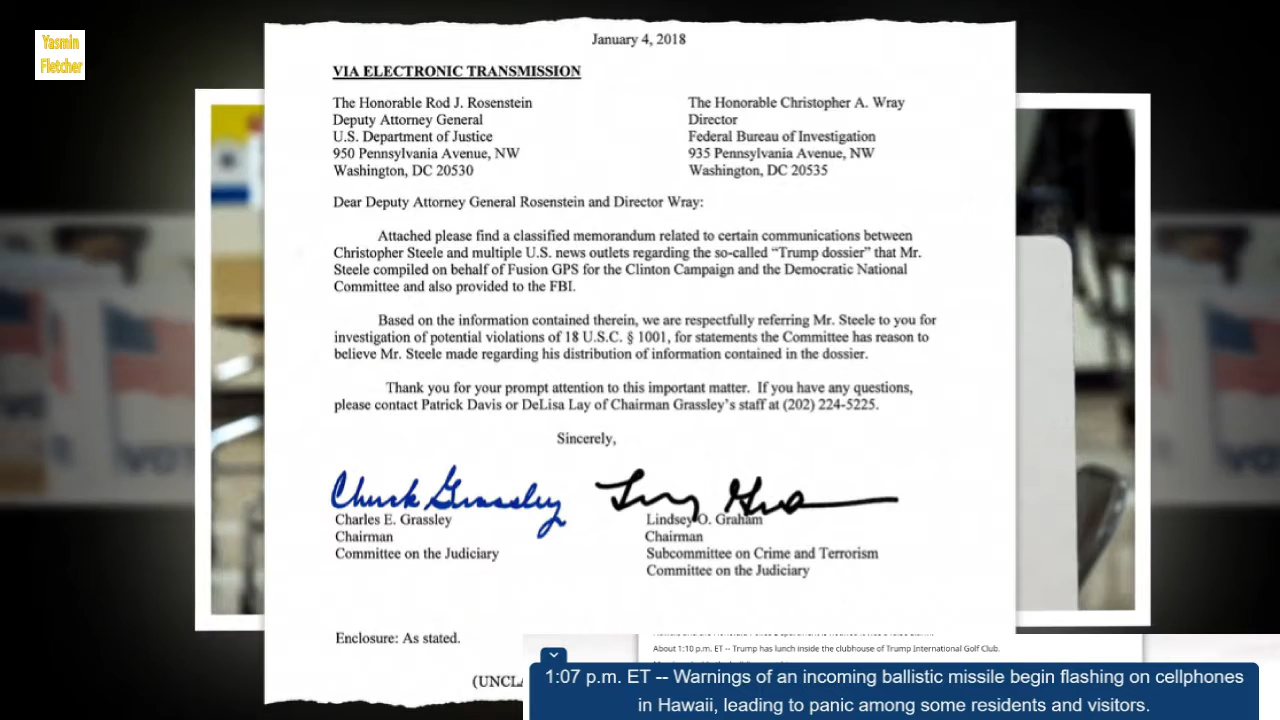 Yasmin
Fletcher
January 4, 2018
VIA ELECTRONIC TRANSMISSION
The Honorable Rod J. Rosenstein
Deputy Attorney General
U.S. Department of Justice
950 Pennsylvania Avenue, NW
Washington, DC 20530
The Honorable Christopher A. Wray
Director
Federal Bureau of Investigation
935 Pennsylvania Avenue, NW
Washington, DC 20535
Dear Deputy Attorney General Rosenstein and Director Wray:
Attached please find a classified memorandum related to certain communications between
Christopher Steele and multiple U.S. news outlets regarding the so-called “Trump dossier” that Mr.
Steele compiled on behalf of Fusion GPS for the Clinton Campaign and the Democratic National
Committee and also provided to the FBI.
Based on the information contained therein, we are respectfully referring Mr. Steele to you for
investigation of potential violations of 18 U.S.C. § 1001, for statements the Committee has reason to
believe Mr. Steele made regarding his distribution of information contained in the dossier.
Thank you for your prompt attention to this important matter. If you have any questions,
please contact Patrick Davis or DeLisa Lay of Chairman Grassley’s staff at (202) 224-5225.
Sincerely,
Chuck Grassley
Charles E. Grassley
Chairman
Committee on the Judiciary
Lindsey O. Graham
Chairman
Subcommittee on Crime and Terrorism
Committee on the Judiciary
Enclosure: As stated.
(UNCLA
About 1:10 p.m. ET -- Trump has lunch inside the clubhouse of Trump International Golf Club.
1:07 p.m. ET -- Warnings of an incoming ballistic missile begin flashing on cellphones
in Hawaii, leading to panic among some residents and visitors.